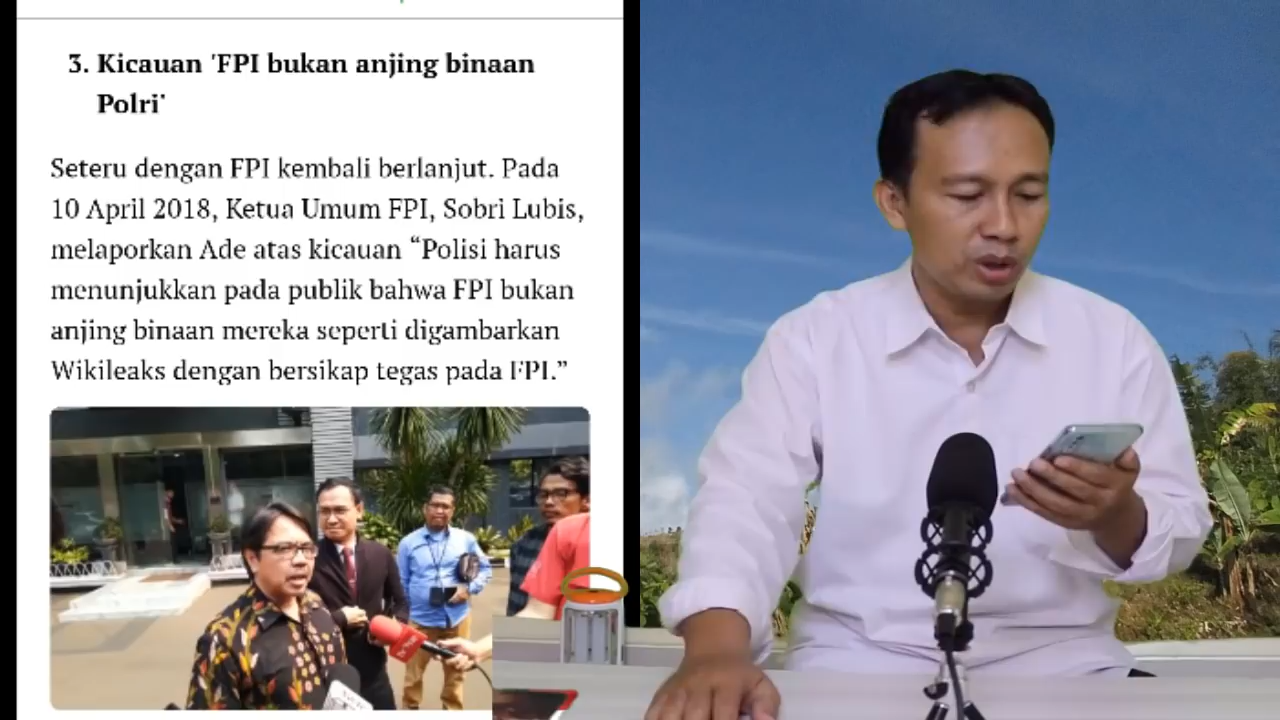 3. Kicauan 'FPI bukan anjing binaan
Polri'
Seteru dengan FPI kembali berlanjut. Pada
10 April 2018, Ketua Umum FPI, Sobri Lubis,
melaporkan Ade atas kicauan “Polisi harus
menunjukkan pada publik bahwa FPI bukan
anjing binaan mereka seperti digambarkan
Wikileaks dengan bersikap tegas pada FPI.”